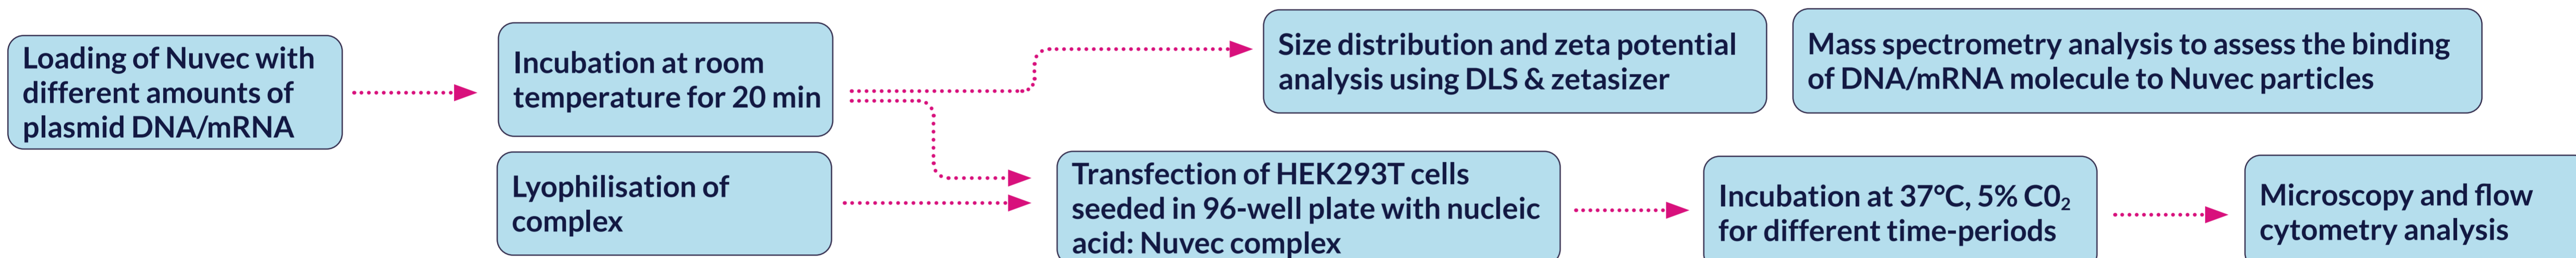 Loading of Nuvec with
different amounts of
plasmid DNA/mRNA
Incubation at room
temperature for 20 min
Size distribution and zeta potential
analysis using DLS & zetasizer
Mass spectrometry analysis to assess the binding
of DNA/mRNA molecule to Nuvec particles
Lyophilisation of
complex
Transfection of HEK293T cells
seeded in 96-well plate with nucleic
acid: Nuvec complex
Incubation at 37°C, 5% C0₂
for different time-periods
Microscopy and flow
cytometry analysis